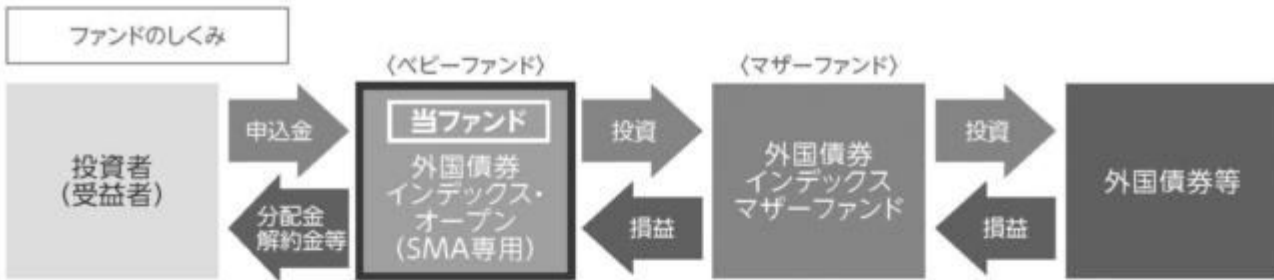 ファンドのしくみ
〈ベビーファンド〉
〈マザーファンド〉
投資者
(受益者)
申込金
分配金
解約金等
当ファンド
外国債券
インデックス・
オープン
(SMA専用)
投資
損益
外国債券
インデックス
マザーファンド
投資
損益
外国債券等